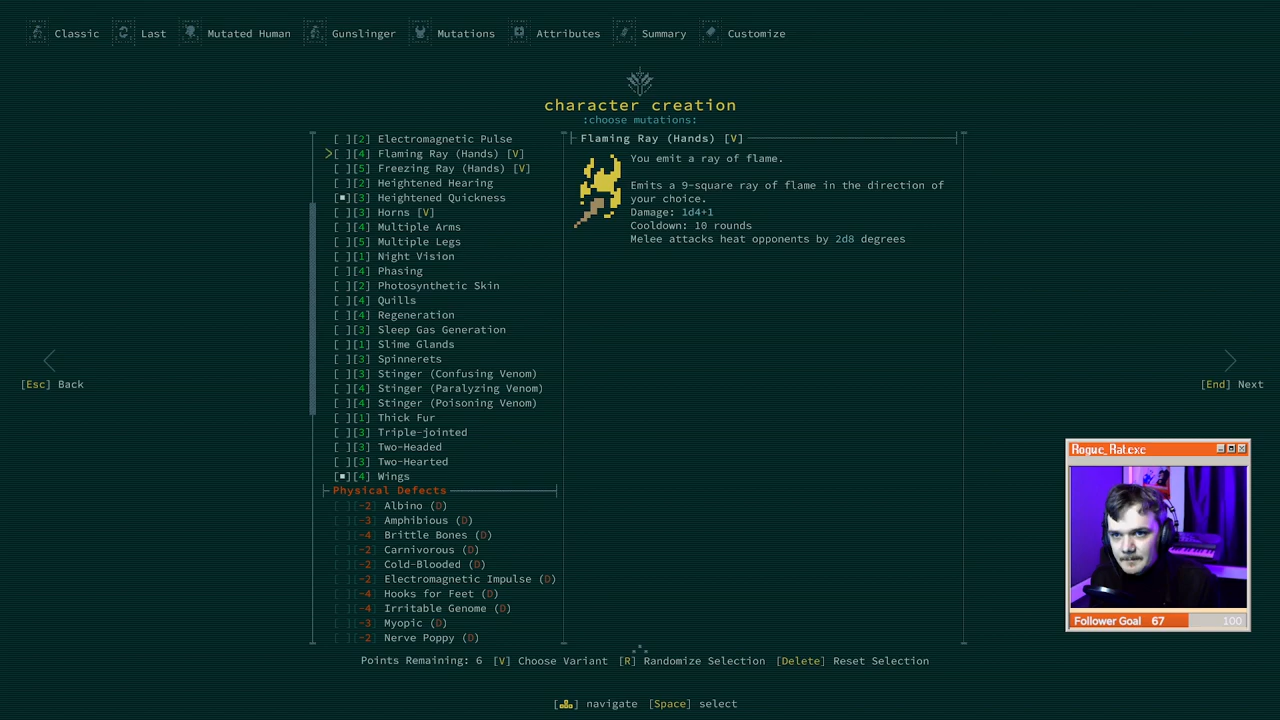 Classic Last Mutated Human Gunslinger Mutations Attributes Summary Customize
character creation
:choose mutations:
[ ][2] Electromagnetic Pulse
>[ ][4] Flaming Ray (Hands) [V]
[ ][5] Freezing Ray (Hands) [V]
[ ][2] Heightened Hearing
[■][3] Heightened Quickness
[ ][3] Horns [V]
[ ][4] Multiple Arms
[ ][5] Multiple Legs
[ ][1] Night Vision
[ ][4] Phasing
[ ][2] Photosynthetic Skin
[ ][4] Quills
[ ][4] Regeneration
[ ][3] Sleep Gas Generation
[ ][1] Slime Glands
[ ][3] Spinnerets
[ ][3] Stinger (Confusing Venom)
[ ][4] Stinger (Paralyzing Venom)
[ ][4] Stinger (Poisoning Venom)
[ ][1] Thick Fur
[ ][3] Triple-jointed
[ ][3] Two-Headed
[ ][3] Two-Hearted
[■][4] Wings
Physical Defects
[ ][-2] Albino (D)
[ ][-3] Amphibious (D)
[ ][-4] Brittle Bones (D)
[ ][-2] Carnivorous (D)
[ ][-2] Cold-Blooded (D)
[ ][-2] Electromagnetic Impulse (D)
[ ][-4] Hooks for Feet (D)
[ ][-4] Irritable Genome (D)
[ ][-3] Myopic (D)
[ ][-2] Nerve Poppy (D)
Flaming Ray (Hands) [V]
You emit a ray of flame.
Emits a 9-square ray of flame in the direction of
your choice.
Damage: 1d4+1
Cooldown: 10 rounds
Melee attacks heat opponents by 2d8 degrees
[Esc] Back
[End] Next
Rogue_Rat.exe
Follower Goal 67 100
Points Remaining: 6 [V] Choose Variant [R] Randomize Selection [Delete] Reset Selection
navigate [Space] select